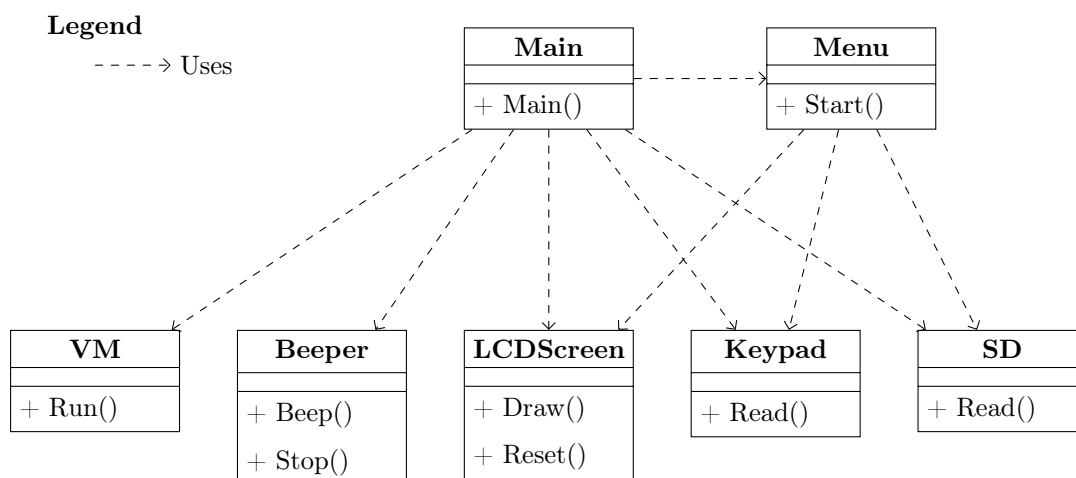 Legend
Uses
Main
+ Main()
Menu
+ Start()
VM
+ Run()
Beeper
+ Beep()
+ Stop()
LCDScreen
+ Draw()
+ Reset()
Keypad
+ Read()
SD
+ Read()